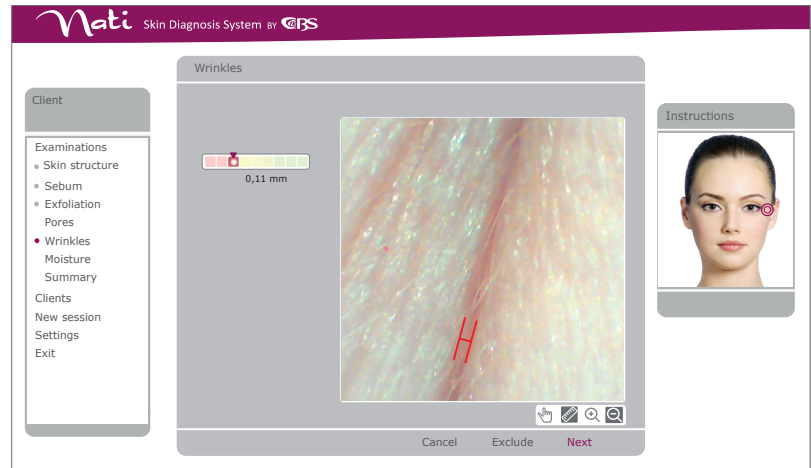 Nati Skin Diagnosis System BY CBS
Client
Examinations
Skin structure
Sebum
Exfoliation
Pores
Wrinkles
Moisture
Summary
Clients
New session
Settings
Exit
Wrinkles
0,11 mm
Cancel Exclude Next
Instructions